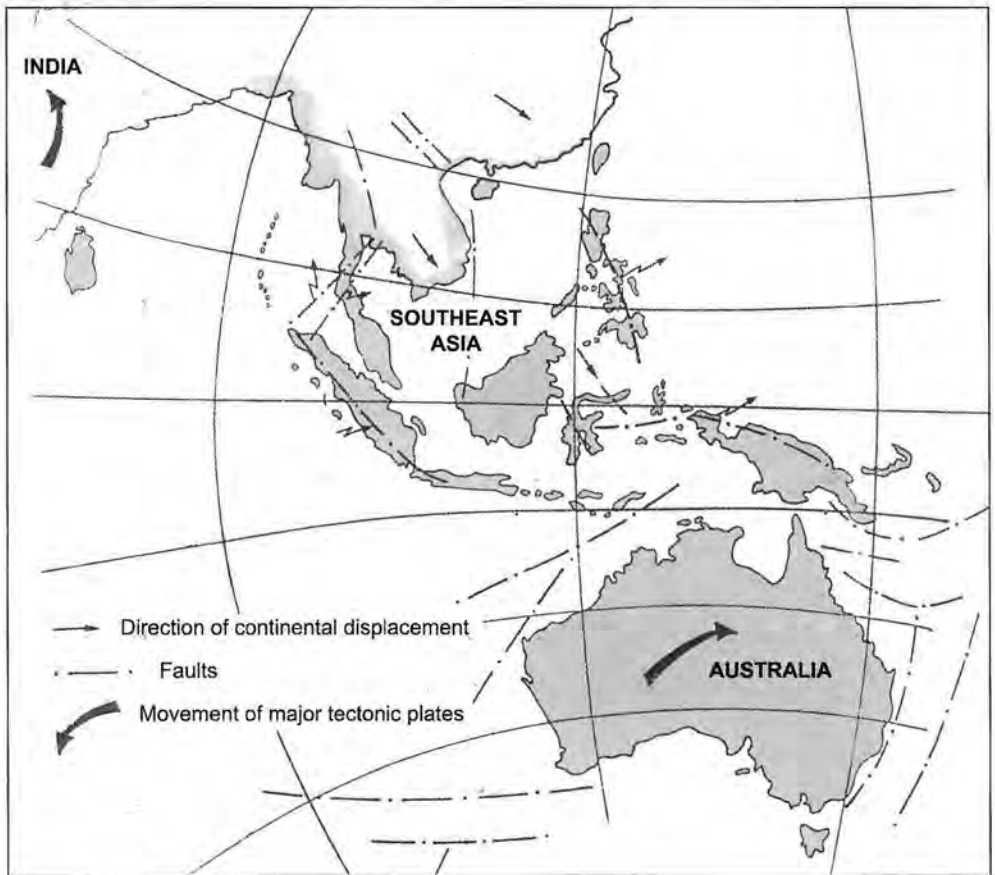 INDIA
SOUTHEAST
ASIA
Direction of continental displacement
Faults
AUSTRALIA
Movement of major tectonic plates